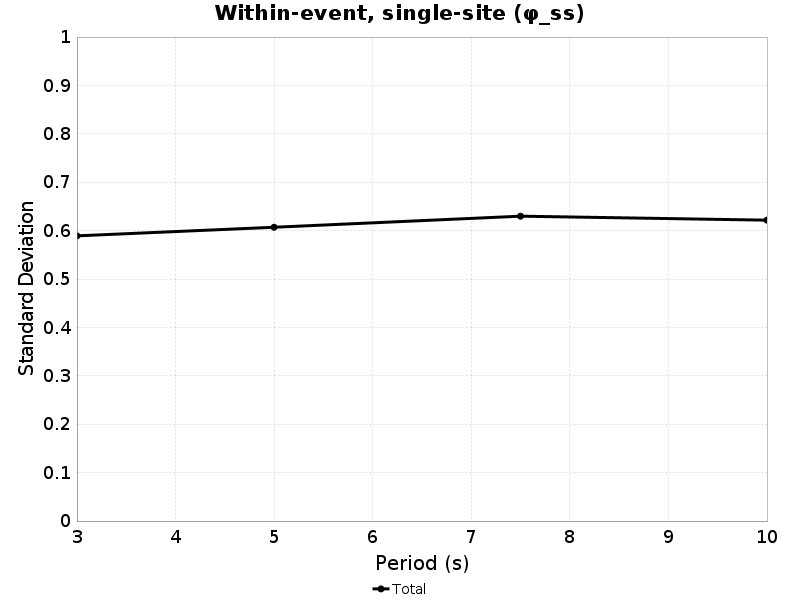 Within-event, single-site (φ_ss)
1
0.9
0.8
0.7
0.6
0.5
0.4
0.3
0.2
0.1
0
Standard Deviation
3 4 5 6 7 8 9 10
Period (s)
Total